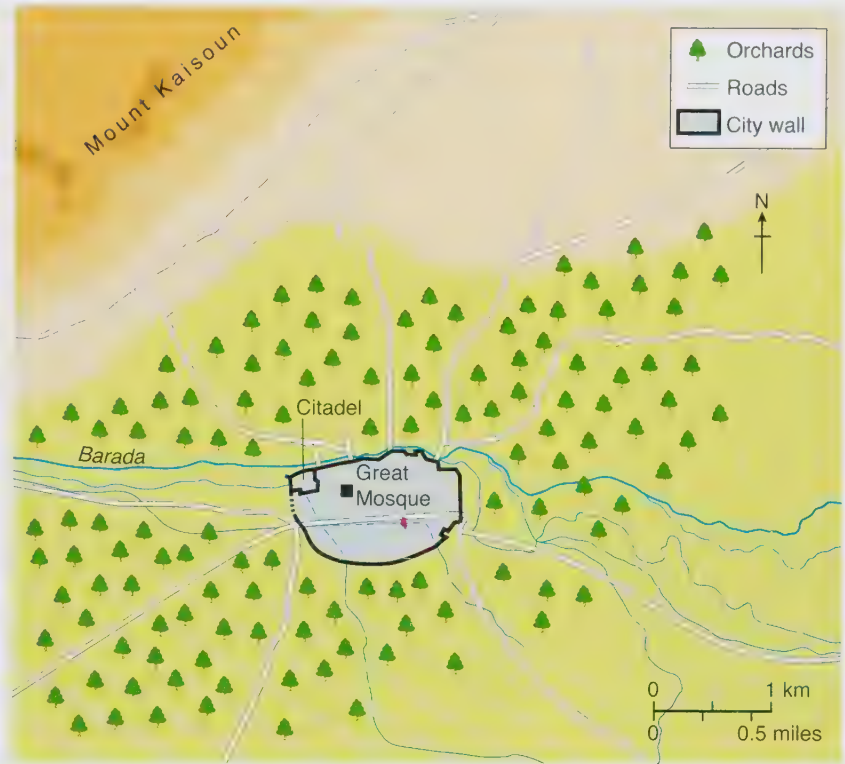 Mount Kaisoun
Orchards
Roads
City wall
N
Citadel
Barada
Great
Mosque
0 1 km
0 0.5 miles